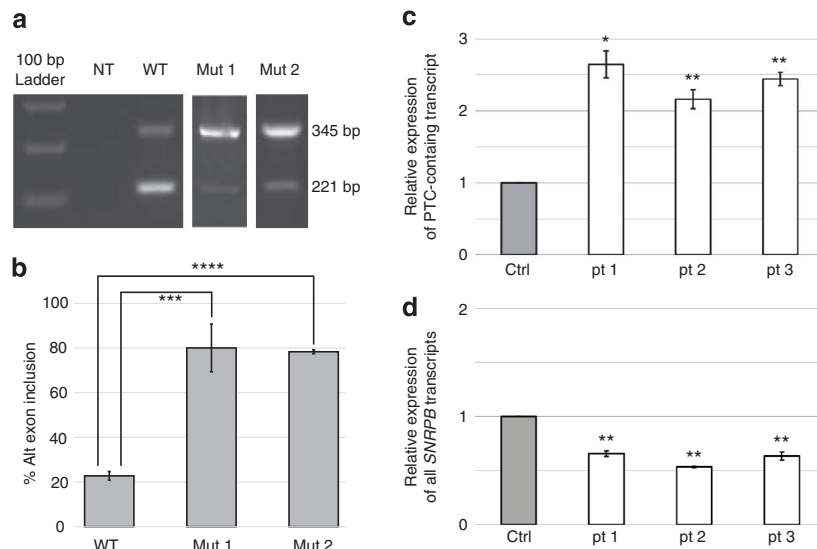 a
100 bp
Ladder
NT
WT
Mut 1
Mut 2
345 bp
221 bp
b
% Alt exon inclusion
100
80
60
40
20
0
****
***
WT
Mut 1
Mut 2
c
Relative expression
of PTC-containg transcript
3
2
1
0
*
**
**
Ctrl
pt 1
pt 2
pt 3
d
Relative expression
of all SNRPB transcripts
2
1
0
**
**
**
Ctrl
pt 1
pt 2
pt 3